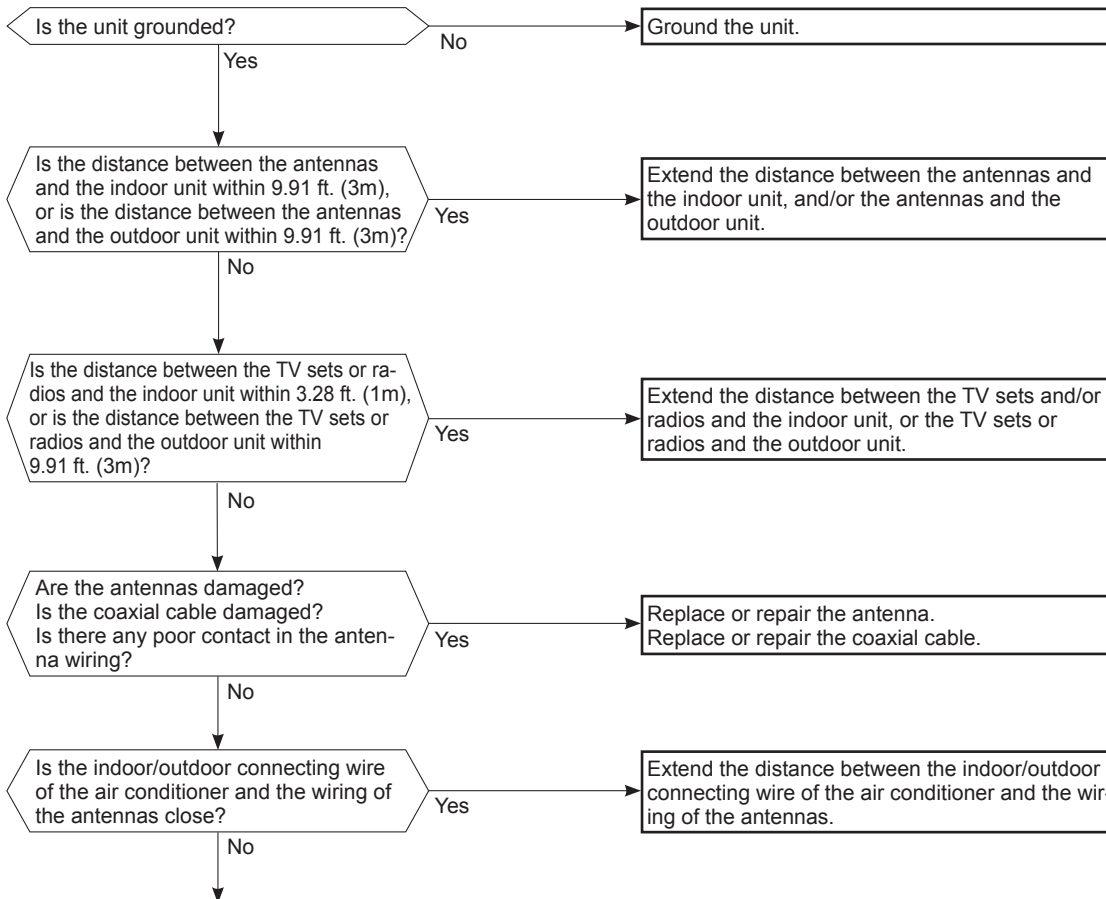 Is the unit grounded?
No
Ground the unit.
Yes
Is the distance between the antennas
and the indoor unit within 9.91 ft. (3m),
or is the distance between the antennas
and the outdoor unit within 9.91 ft. (3m)?
Yes
Extend the distance between the antennas and
the indoor unit, and/or the antennas and the
outdoor unit.
No
Is the distance between the TV sets or ra-
dios and the indoor unit within 3.28 ft. (1m),
or is the distance between the TV sets or
radios and the outdoor unit within
9.91 ft. (3m)?
Yes
Extend the distance between the TV sets and/or
radios and the indoor unit, or the TV sets or
radios and the outdoor unit.
No
Are the antennas damaged?
Is the coaxial cable damaged?
Is there any poor contact in the anten-
na wiring?
Yes
Replace or repair the antenna.
Replace or repair the coaxial cable.
No
Is the indoor/outdoor connecting wire
of the air conditioner and the wiring of
the antennas close?
Yes
Extend the distance between the indoor/outdoor
connecting wire of the air conditioner and the wir-
ing of the antennas.
No